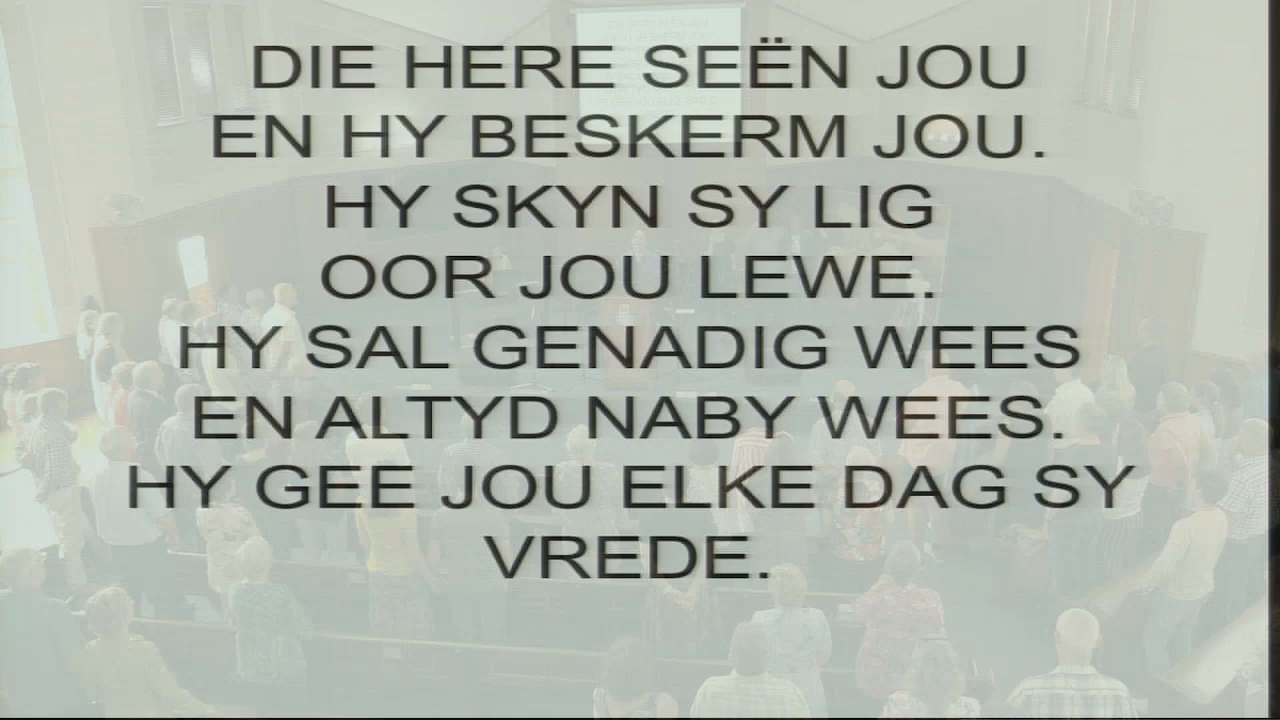 DIE HERE SEËN JOU
EN HY BESKERM JOU.
HY SKYN SY LIG
OOR JOU LEWE.
HY SAL GENADIG WEES
EN ALTYD NABY WEES.
HY GEE JOU ELKE DAG SY
VREDE.